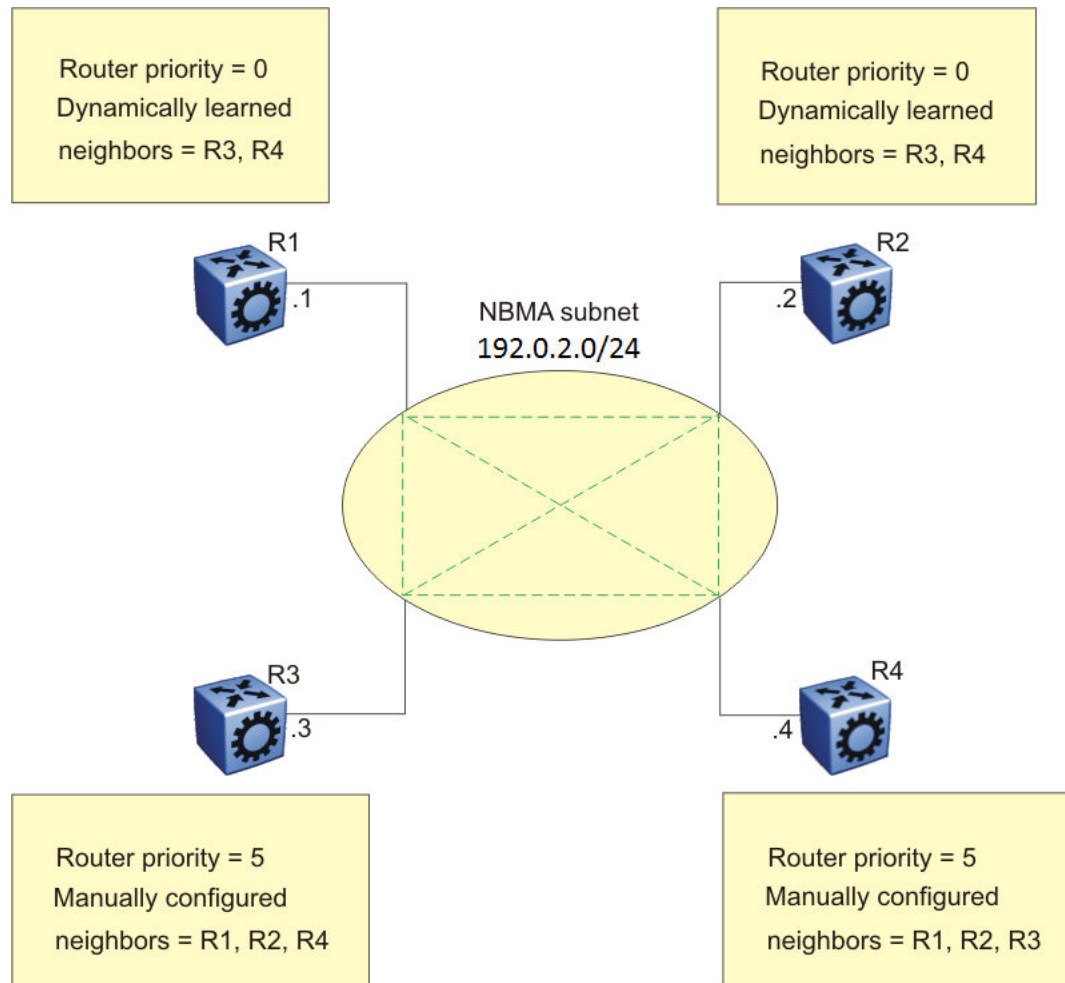 Router priority = 0
Dynamically learned
neighbors = R3, R4
Router priority = 0
Dynamically learned
neighbors = R3, R4
R1
.1
R2
.2
NBMA subnet
192.0.2.0/24
R3
.3
R4
.4
Router priority = 5
Manually configured
neighbors = R1, R2, R4
Router priority = 5
Manually configured
neighbors = R1, R2, R3